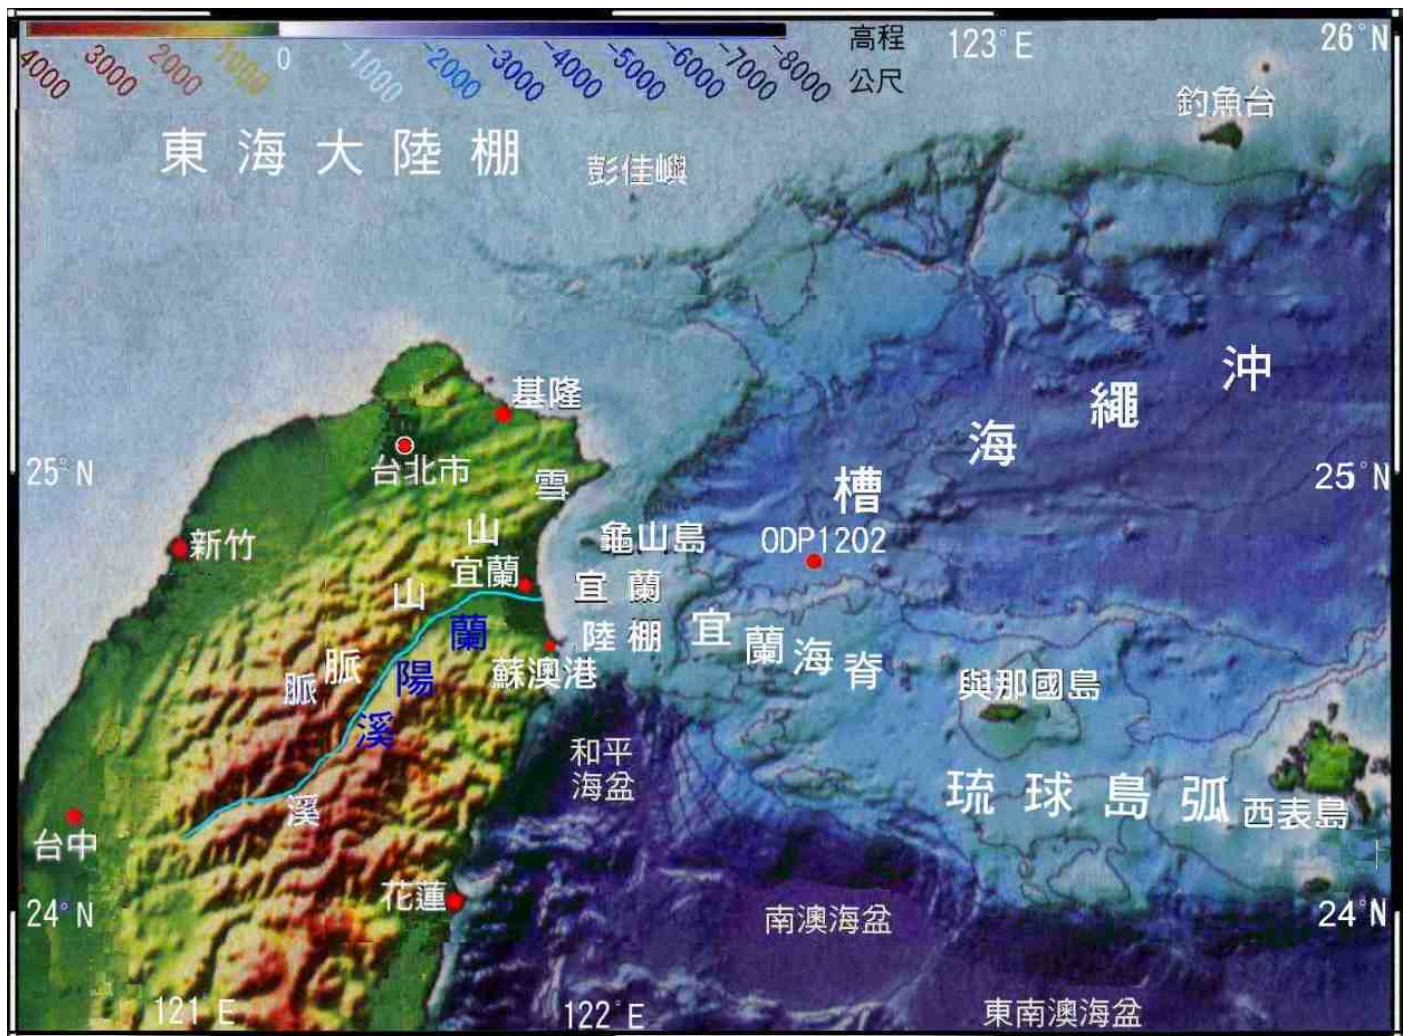 4000 3000 2000 1000 0 -1000 -2000 -3000 -4000 -5000 -6000 -7000 -8000
高程
公尺
123°E
26°N
釣魚台
東海大陸棚
彭佳嶼
沖繩海槽
基隆
台北市
25°N
25°N
雪山山脈
新竹
宜蘭
龜山島
ODP1202
宜蘭
陸棚
宜蘭海脊
蘭陽溪
脈
蘇澳港
與那國島
和平
海盆
琉球島弧
西表島
溪
台中
花蓮
24°N
24°N
南澳海盆
121°E
122°E
東南澳海盆